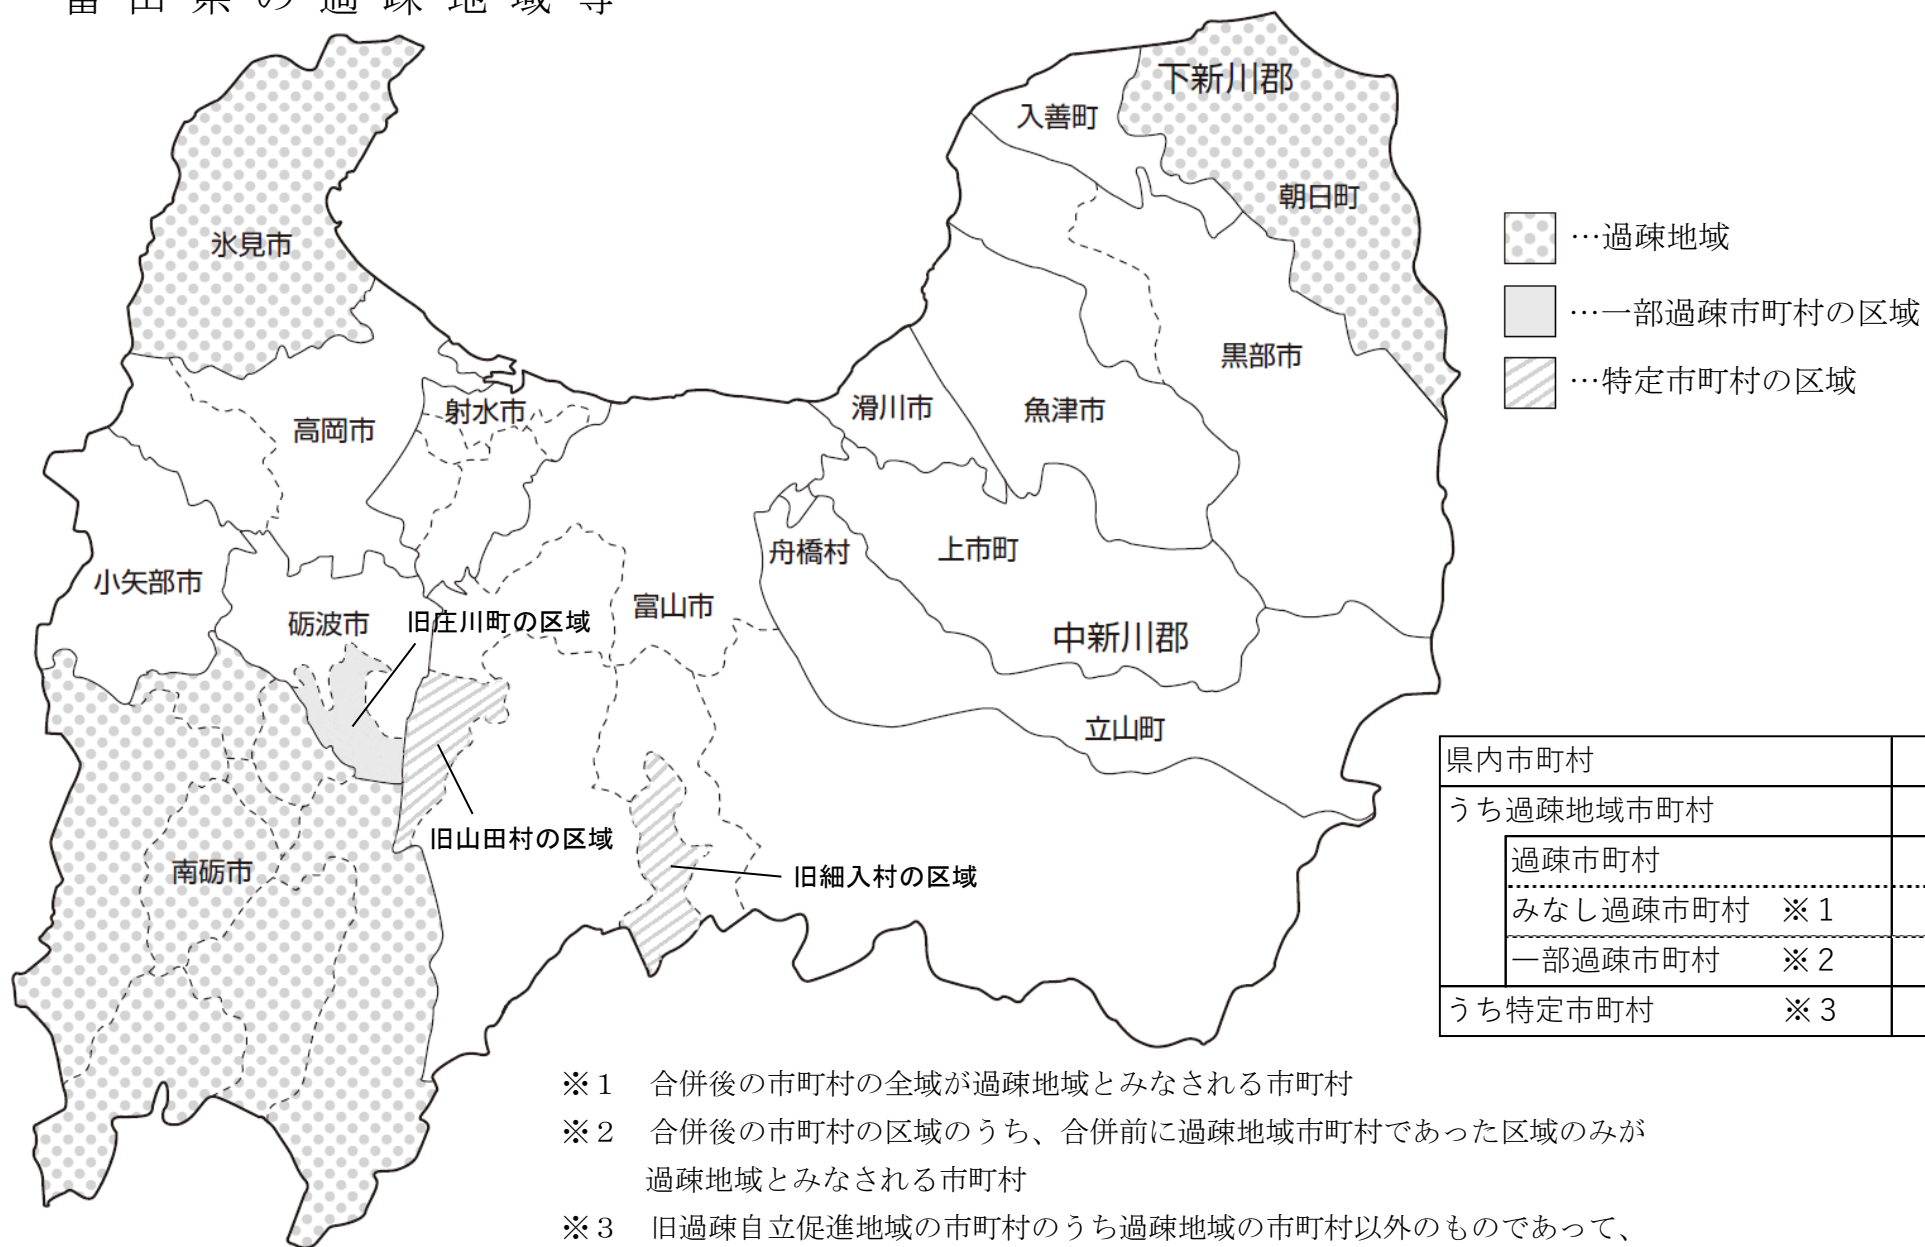 富山県の過疎地域等
下新川郡
入善町
朝日町
氷見市
…過疎地域
…一部過疎市町村の区域
…特定市町村の区域
黒部市
射水市
滑川市
魚津市
高岡市
舟橋村
上市町
小矢部市
富山市
砺波市
旧庄川町の区域
中新川郡
立山町
旧山田村の区域
南砺市
旧細入村の区域
県内市町村
うち過疎地域市町村
過疎市町村
みなし過疎市町村 ※1
一部過疎市町村 ※2
うち特定市町村 ※3
※1 合併後の市町村の全域が過疎地域とみなされる市町村
※2 合併後の市町村の区域のうち、合併前に過疎地域市町村であった区域のみが
過疎地域とみなされる市町村
※3 旧過疎自立促進地域の市町村のうち過疎地域の市町村以外のものであって、